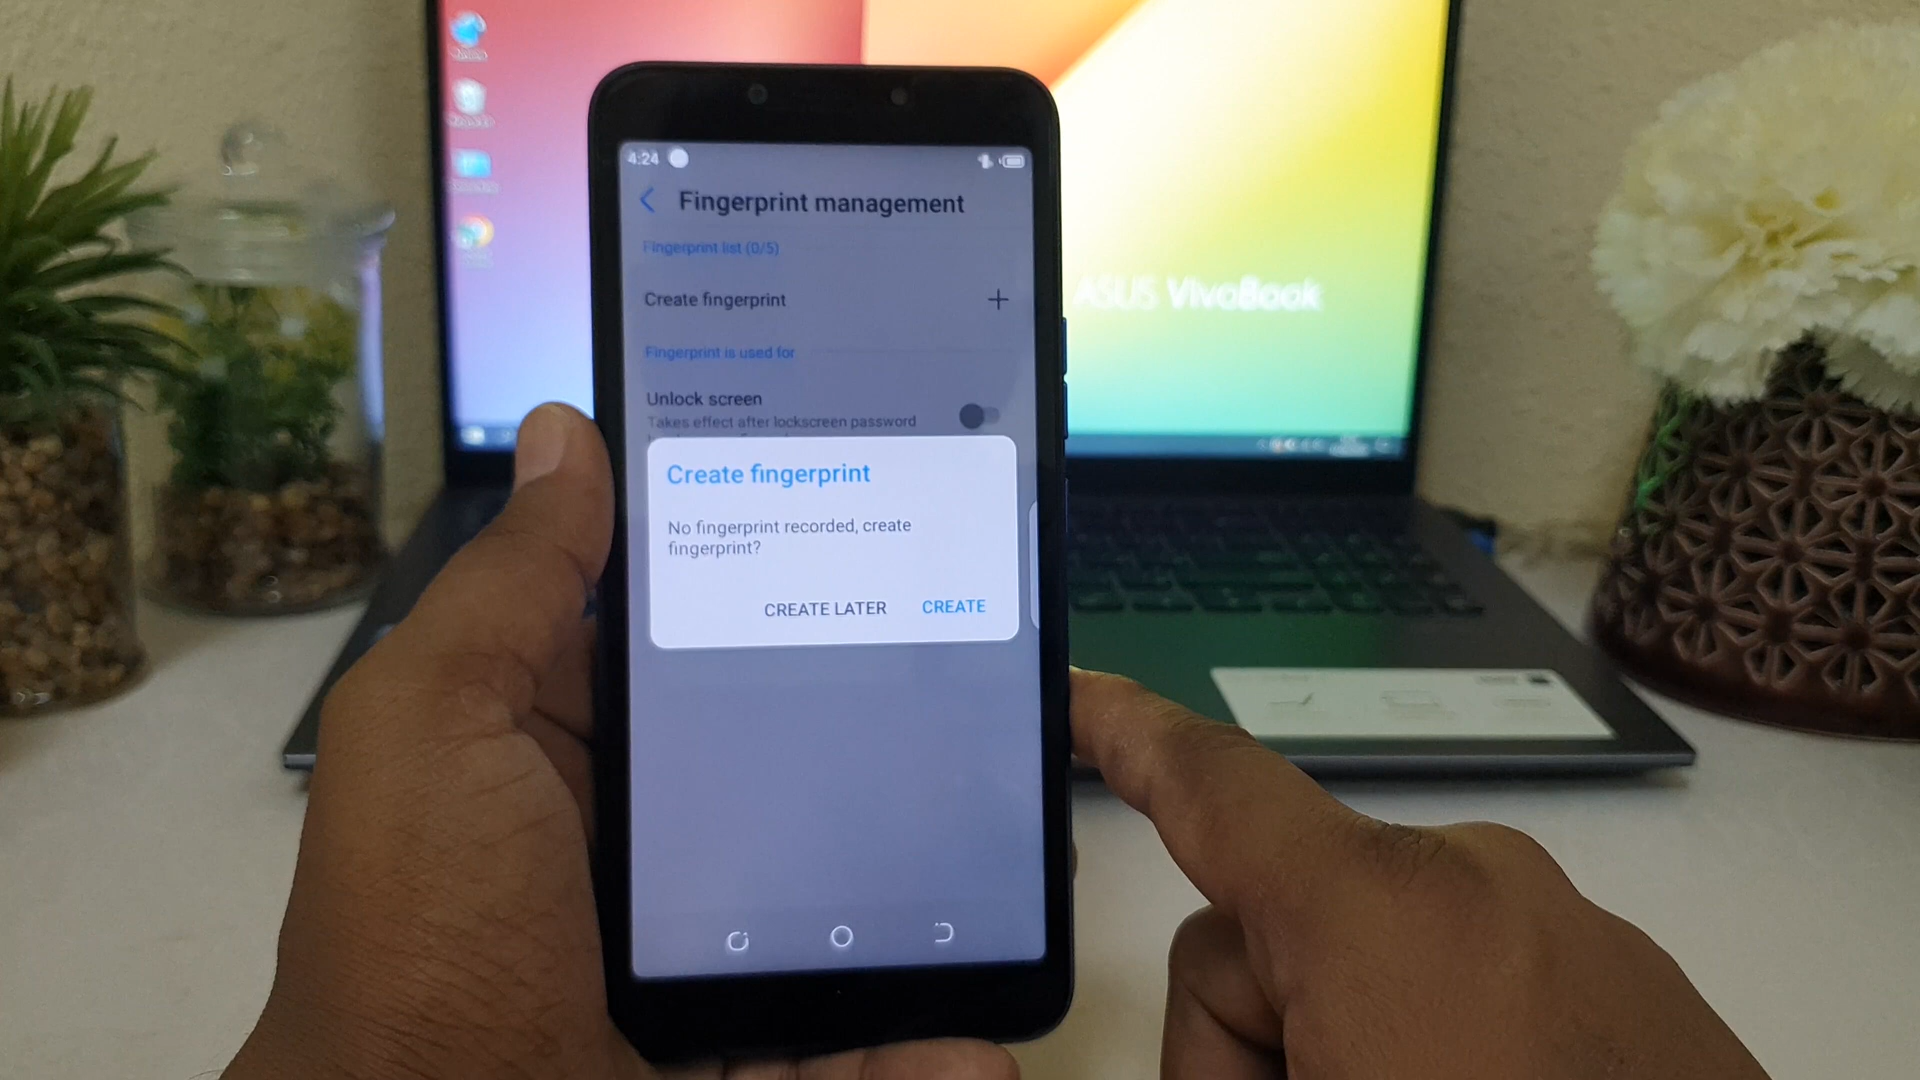 4:24
Fingerprint management
Fingerprint list (0/5)
Create fingerprint
Fingerprint is used for
Unlock screen
Takes effect after lockscreen password
Create fingerprint
No fingerprint recorded, create
fingerprint?
CREATE LATER
CREATE
ASUS VivoBook